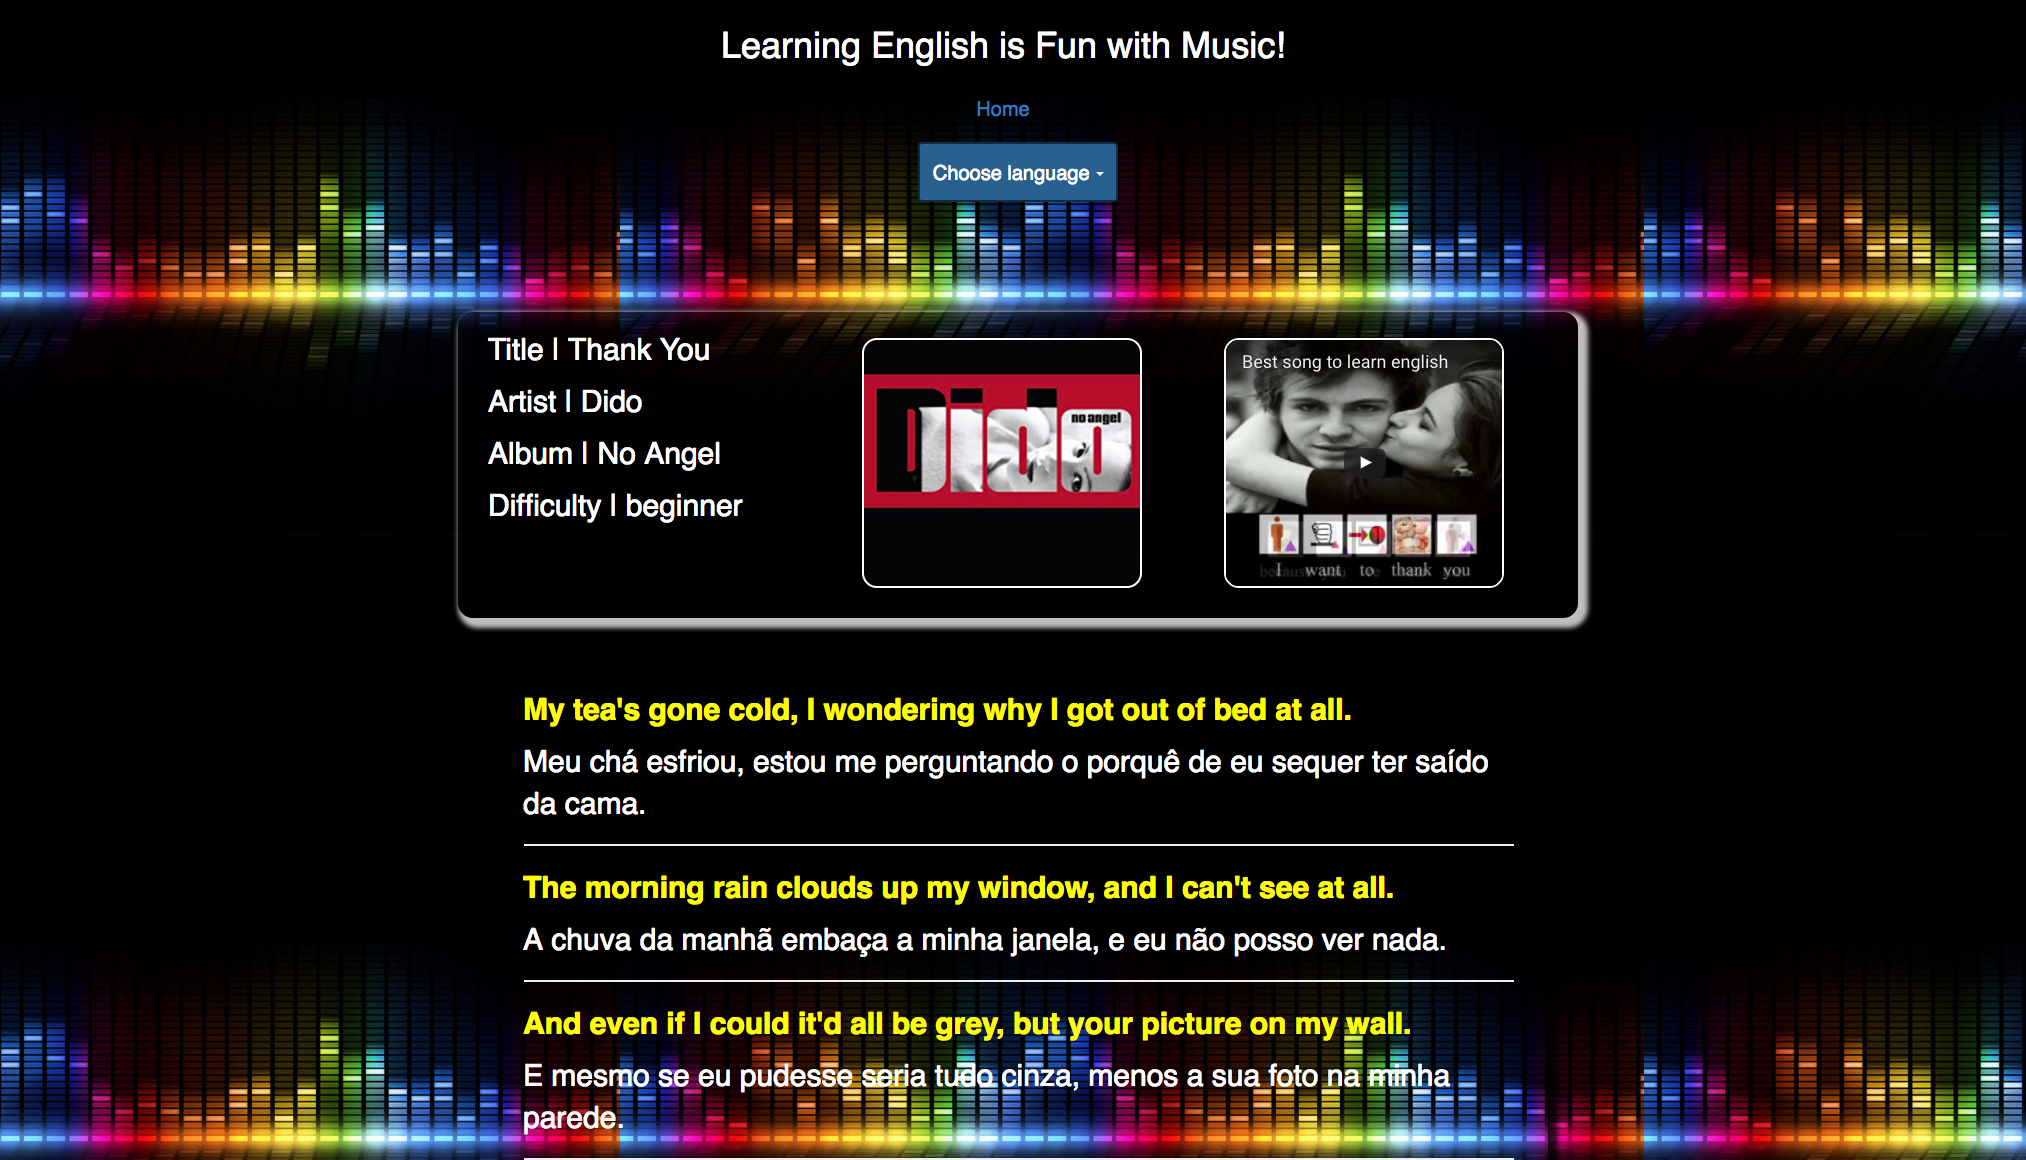 Learning English is Fun with Music!
Home
Choose language
Title | Thank You
Artist | Dido
Album | No Angel
Difficulty | beginner
Dido
no angel
Best song to learn english
I want to thank you
My tea's gone cold, I wondering why I got out of bed at all.
Meu chá esfriou, estou me perguntando o porquê de eu sequer ter saído
da cama.
The morning rain clouds up my window, and I can't see at all.
A chuva da manhã embaça a minha janela, e eu não posso ver nada.
And even if I could it'd all be grey, but your picture on my wall.
E mesmo se eu pudesse seria tudo cinza, menos a sua foto na minha
parede.